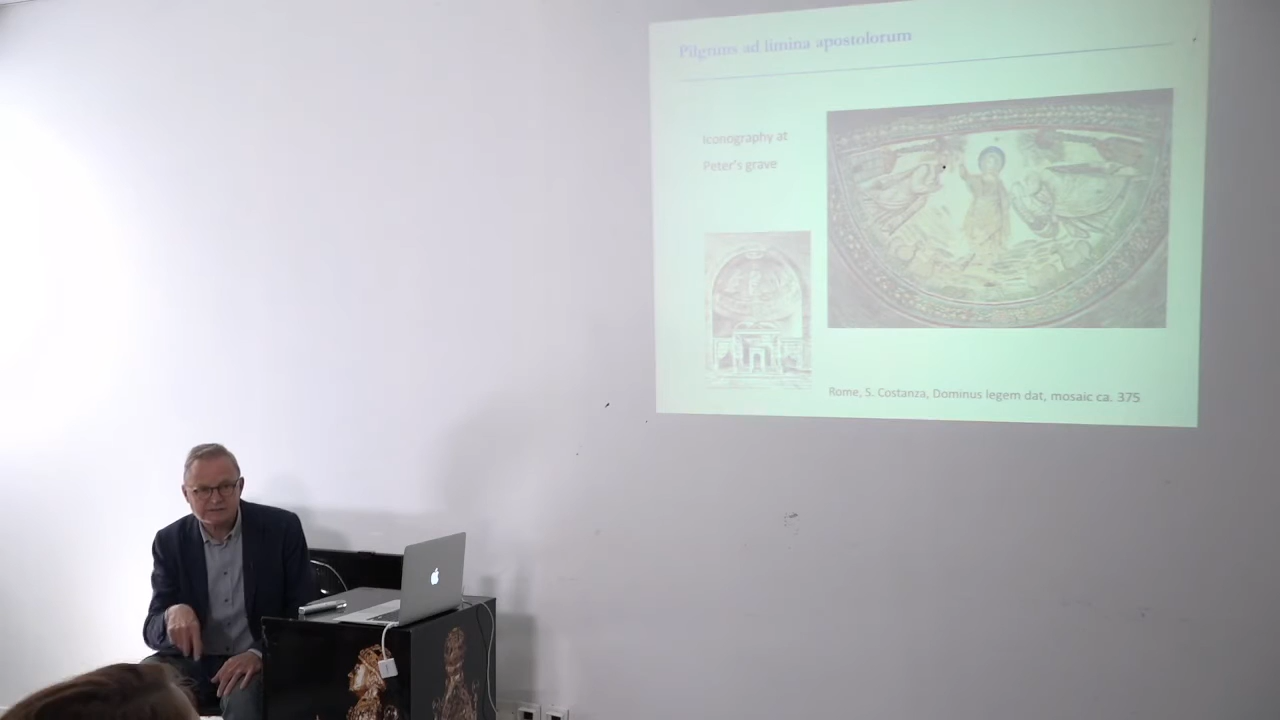 Pilgrims ad limina apostolorum
Iconography at
Peter's grave
Rome, S. Costanza, Dominus legem dat, mosaic ca. 375